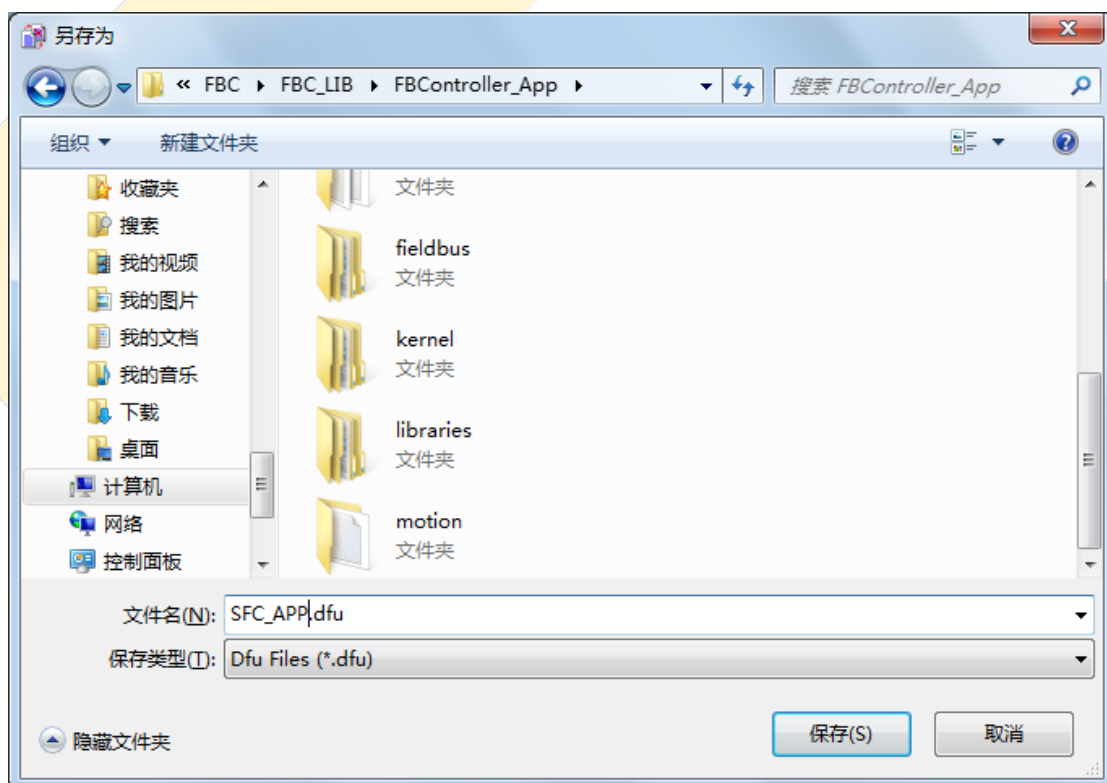 另存为
« FBC ▸ FBC_LIB ▸ FBController_App ▸
搜索 FBController_App
组织 新建文件夹
收藏夹
搜索
我的视频
我的图片
我的文档
我的音乐
下载
桌面
计算机
网络
控制面板
文件夹
fieldbus
文件夹
kernel
文件夹
libraries
文件夹
motion
文件夹
文件名(N): SFC_APP.dfu
保存类型(T): Dfu Files (*.dfu)
隐藏文件夹 保存(S) 取消